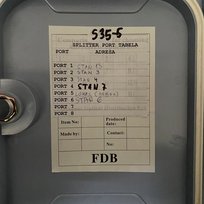 S35-5
SPLITTER PORT TABELA
PORT ADRESA
PORT 1 STAN
PORT 2 STAN 3
PORT 3 STAN 4
PORT 4 STAN 7
PORT 5
PORT 6 STAN 6
PORT 7
PORT 8
Item No: Produced date:
Made by: Contact:
No:
FDB